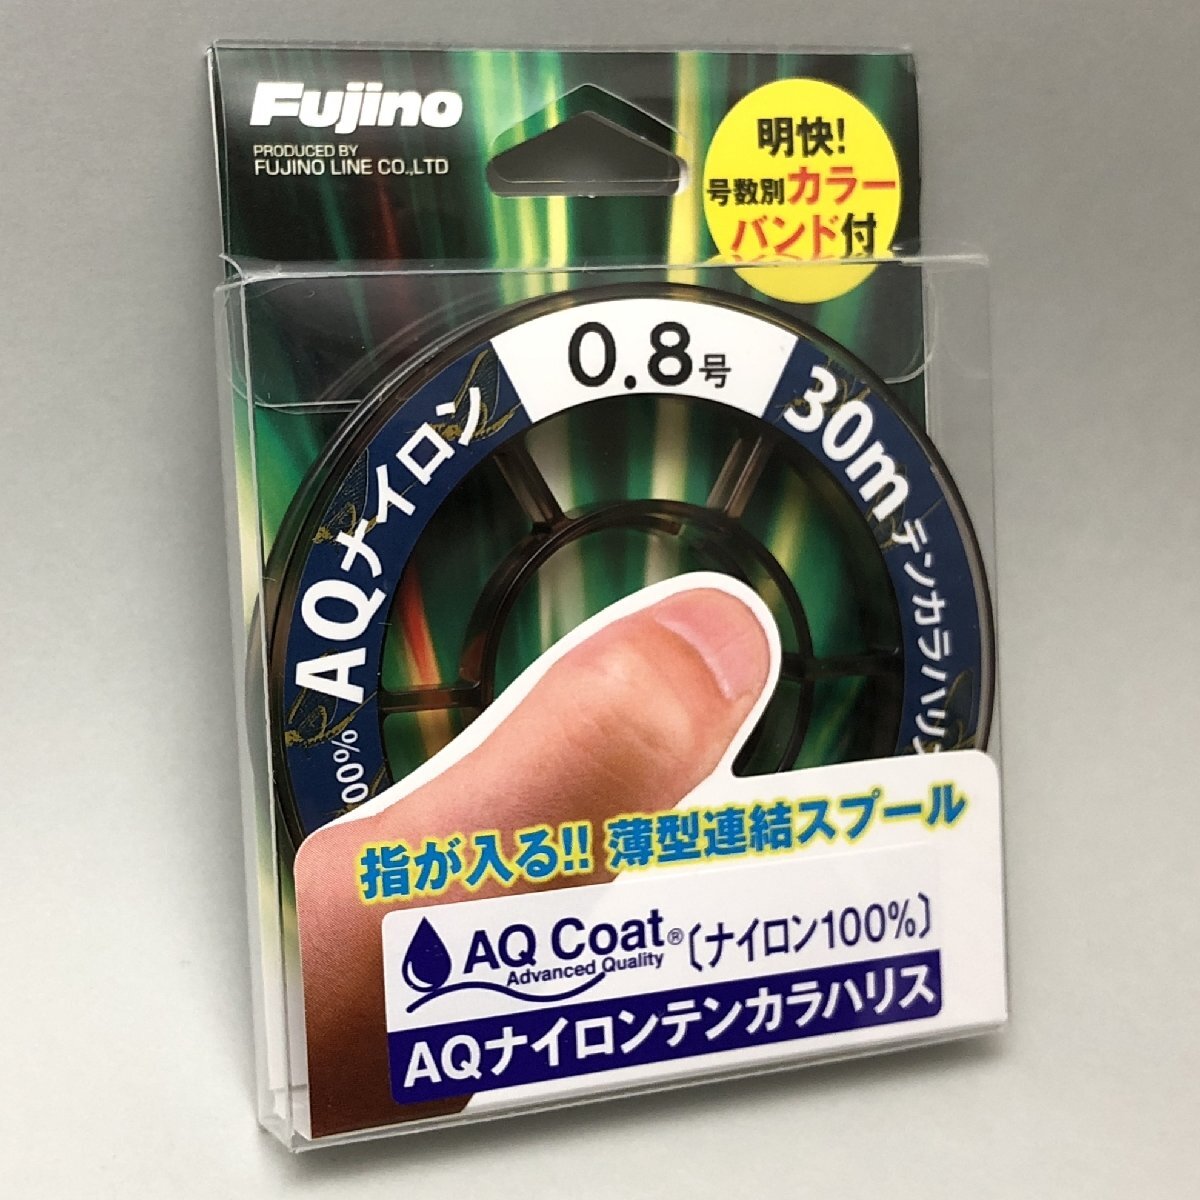 Fujino
PRODUCED BY
FUJINO LINE CO.,LTD
明快!
号数別カラー
バンド付
0.8号
30m
テンカラハリス
AQナイロン
00%
指が入る!! 薄型連結スプール
AQ Coat® 〔ナイロン100%〕
Advanced Quality
AQナイロンテンカラハリス